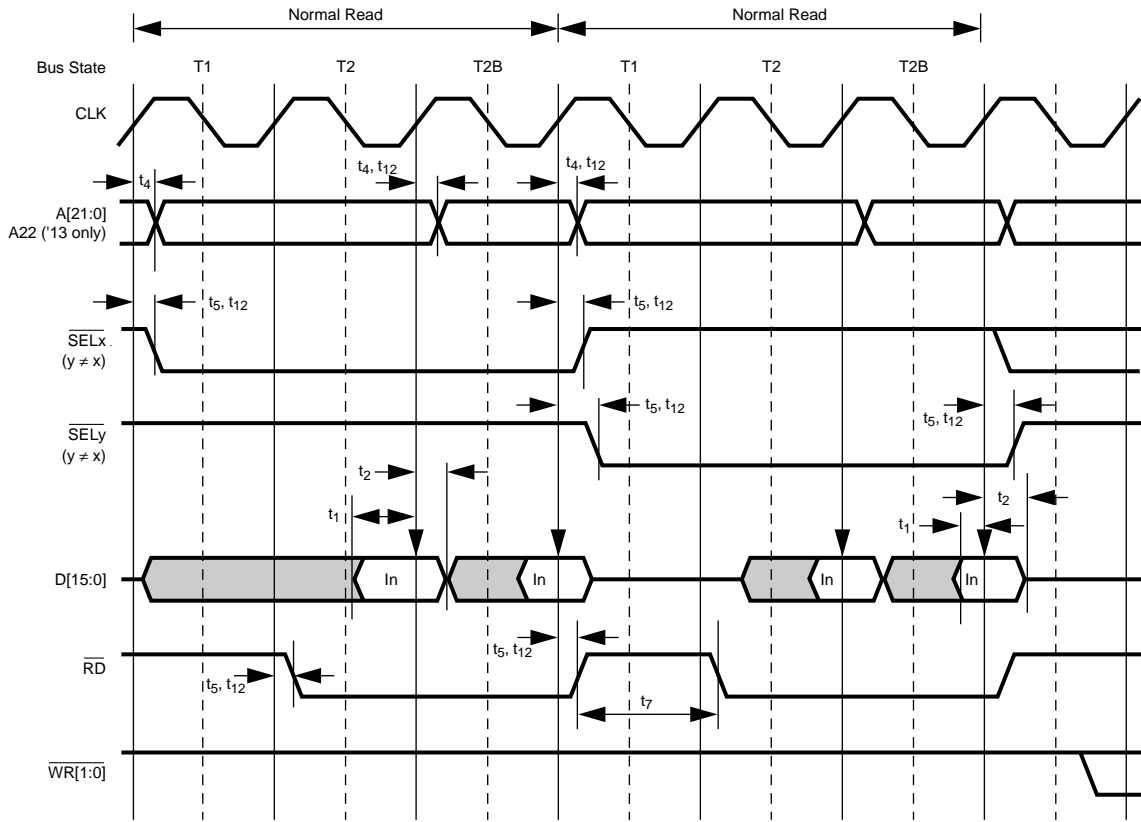 Normal Read Normal Read
Bus State T1 T2 T2B T1 T2 T2B
CLK
t4 t4, t12 t4, t12
A[21:0]
A22 ('13 only)
t5, t12 t5, t12
SELx
(y ≠ x)
t5, t12 t5, t12
SELy
(y ≠ x)
t2 t2
t1 t1
D[15:0] In In In In
t5, t12
RD
t5, t12
t7
WR[1:0]